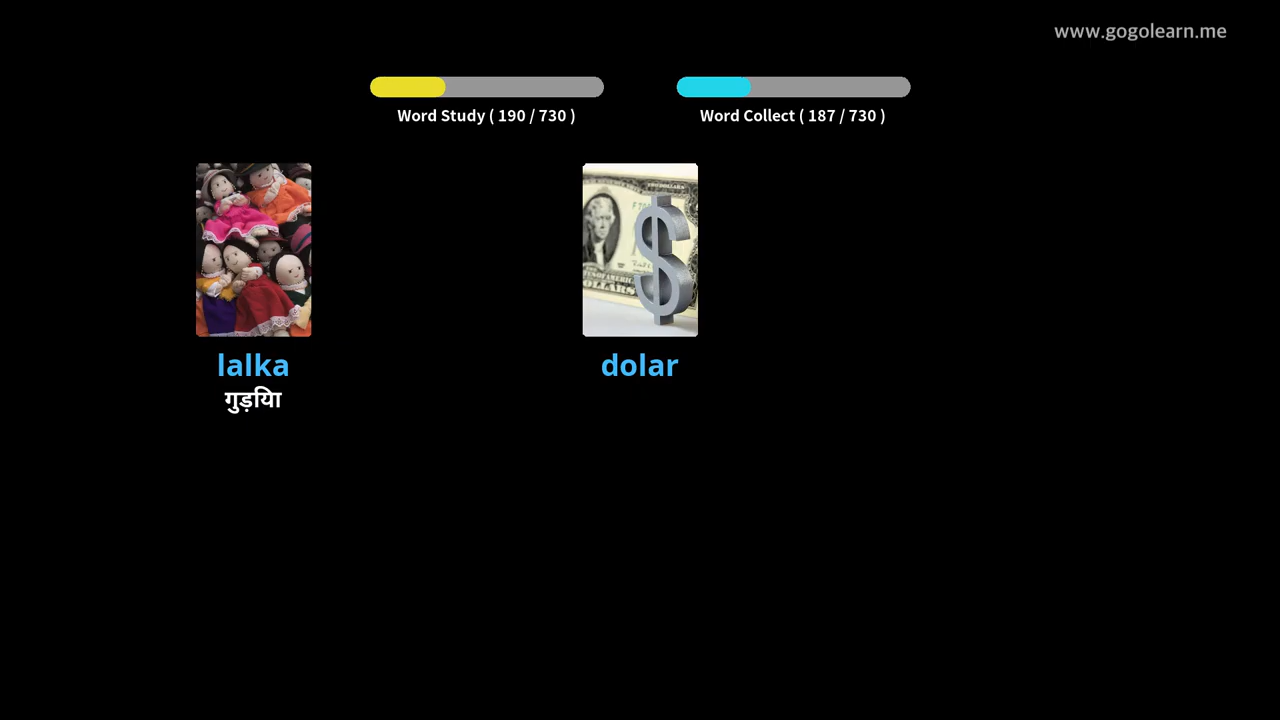 www.gogolearn.me
Word Study ( 190 / 730 )
Word Collect ( 187 / 730 )
lalka
गुड़िया
dolar